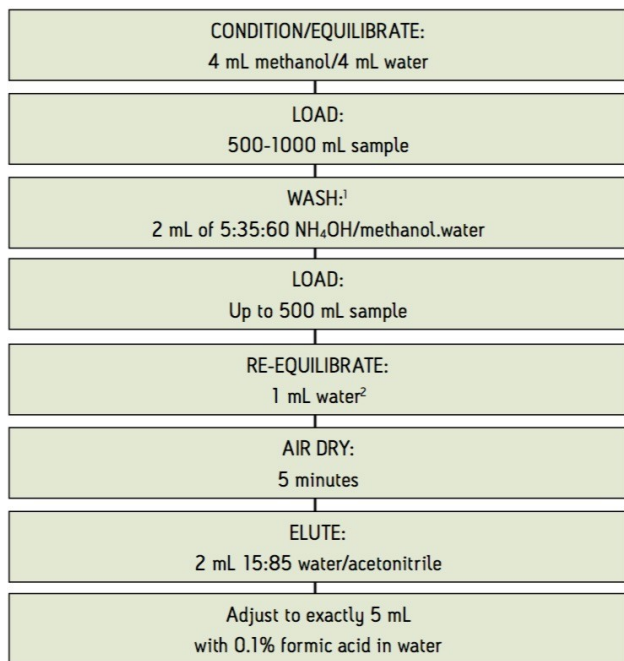 CONDITION/EQUILIBRATE:
4 mL methanol/4 mL water
LOAD:
500-1000 mL sample
WASH:¹
2 mL of 5:35:60 NH₄OH/methanol.water
LOAD:
Up to 500 mL sample
RE-EQUILIBRATE:
1 mL water²
AIR DRY:
5 minutes
ELUTE:
2 mL 15:85 water/acetonitrile
Adjust to exactly 5 mL
with 0.1% formic acid in water